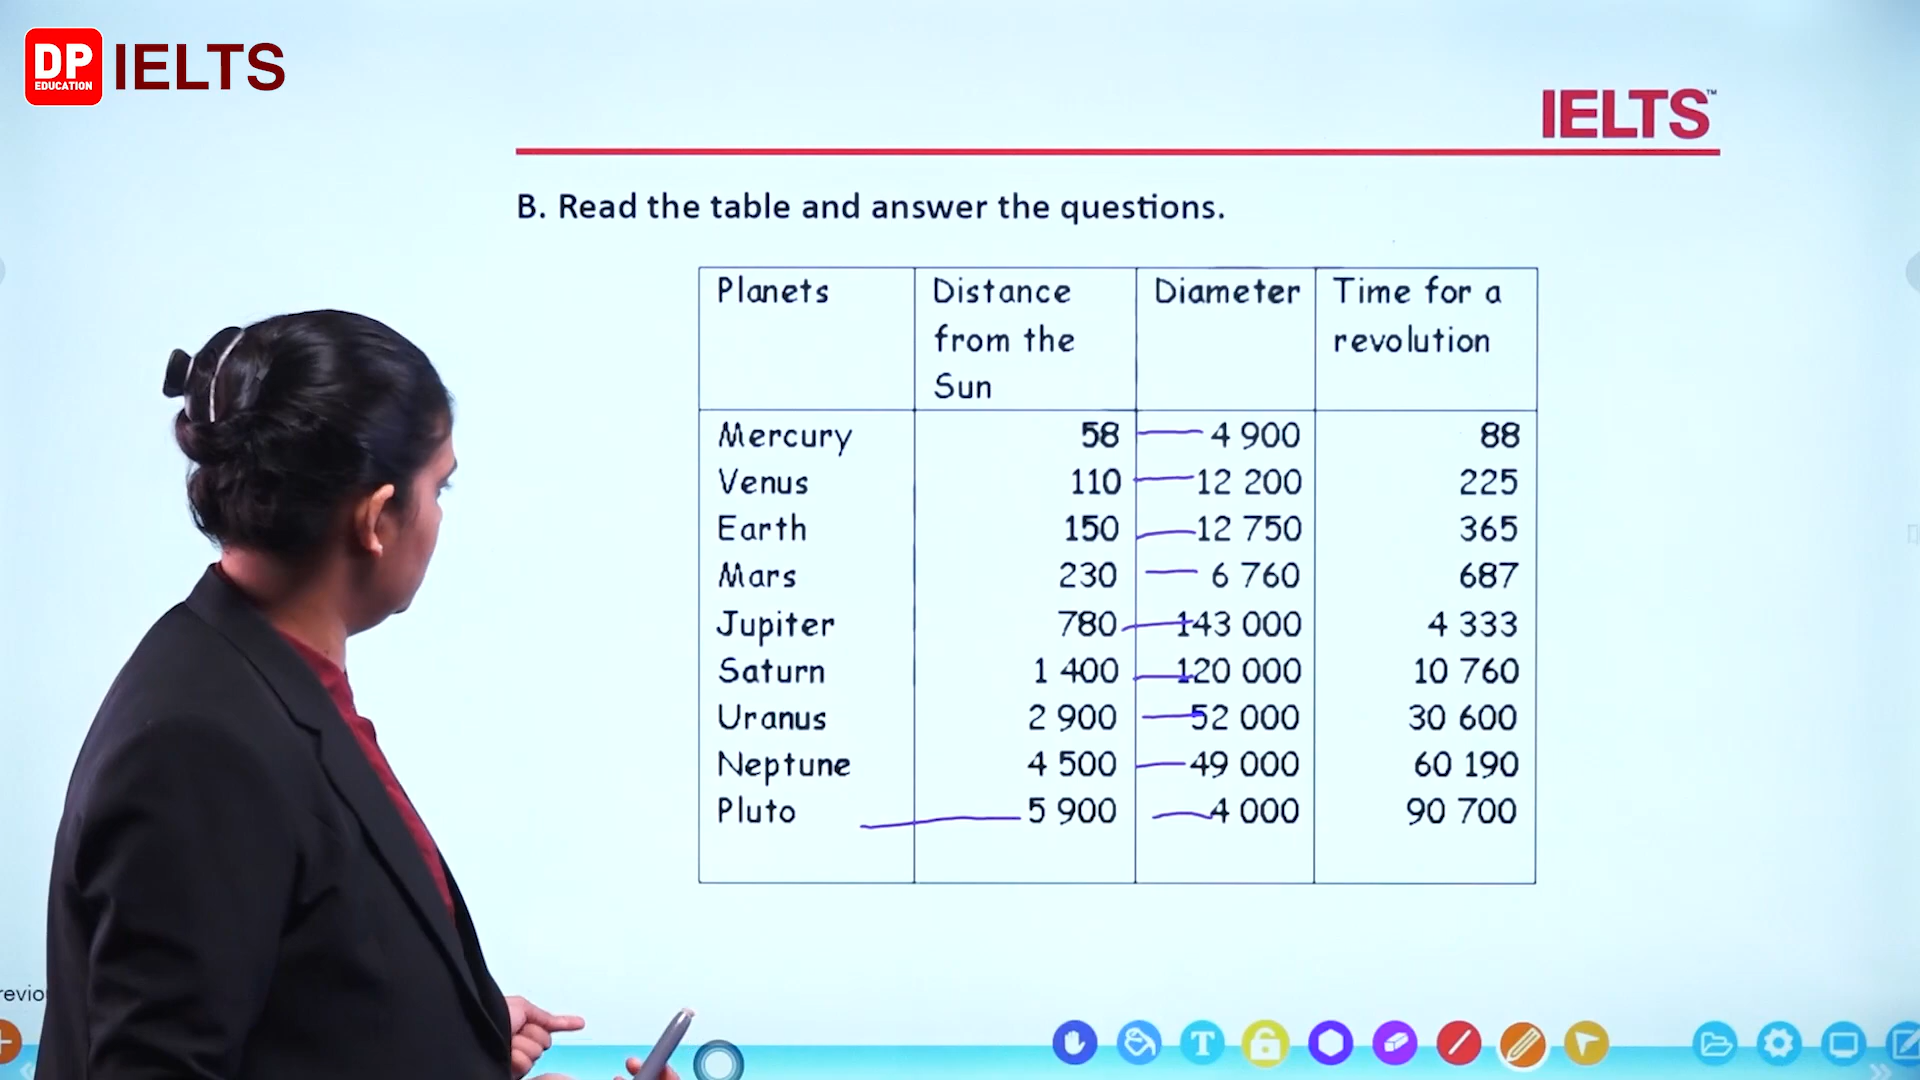 DP IELTS
EDUCATION
IELTS™
B. Read the table and answer the questions.
Planets Distance from the Sun Diameter Time for a revolution
Mercury 58 4 900 88
Venus 110 12 200 225
Earth 150 12 750 365
Mars 230 6 760 687
Jupiter 780 143 000 4 333
Saturn 1 400 120 000 10 760
Uranus 2 900 52 000 30 600
Neptune 4 500 49 000 60 190
Pluto 5 900 4 000 90 700
T